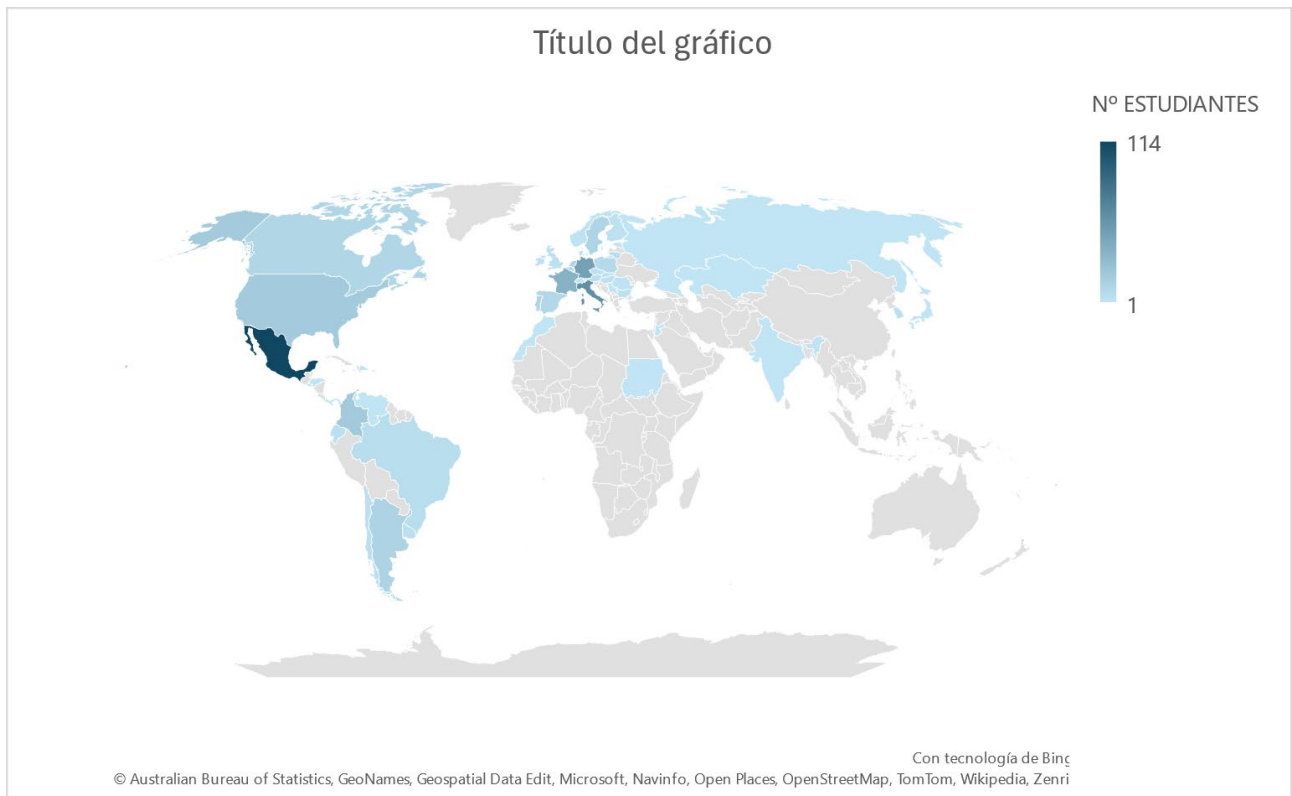 Título del gráfico
Nº ESTUDIANTES
114
1
Con tecnología de Bing
© Australian Bureau of Statistics, GeoNames, Geospatial Data Edit, Microsoft, Navinfo, Open Places, OpenStreetMap, TomTom, Wikipedia, Zenri